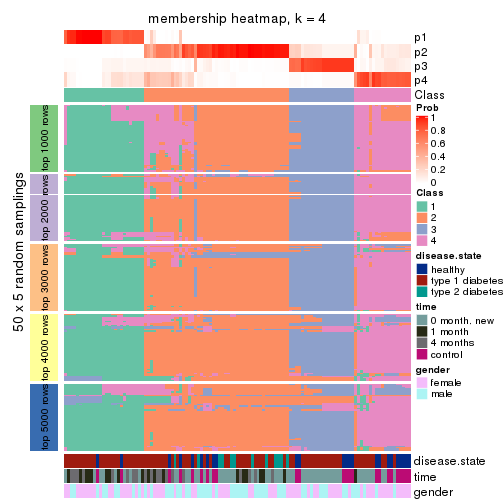 membership heatmap, k = 4
p1
p2
p3
p4
Class
50 x 5 random samplings
top 1000 rows
top 2000 rows
top 3000 rows
top 4000 rows
top 5000 rows
Prob
1
0.8
0.6
0.4
0.2
0
Class
1
2
3
4
disease.state
healthy
type 1 diabetes
type 2 diabetes
time
0 month. new
1 month
4 months
control
gender
female
male
disease.state
time
gender